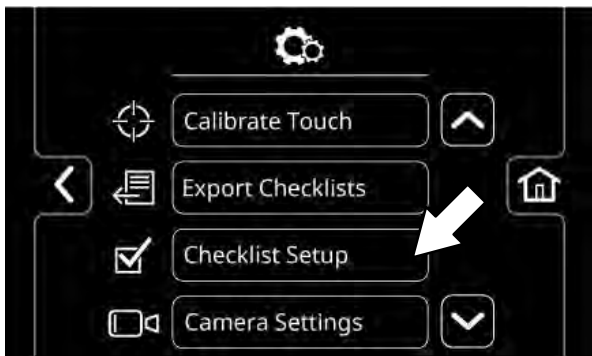 Calibrate Touch
Export Checklists
Checklist Setup
Camera Settings